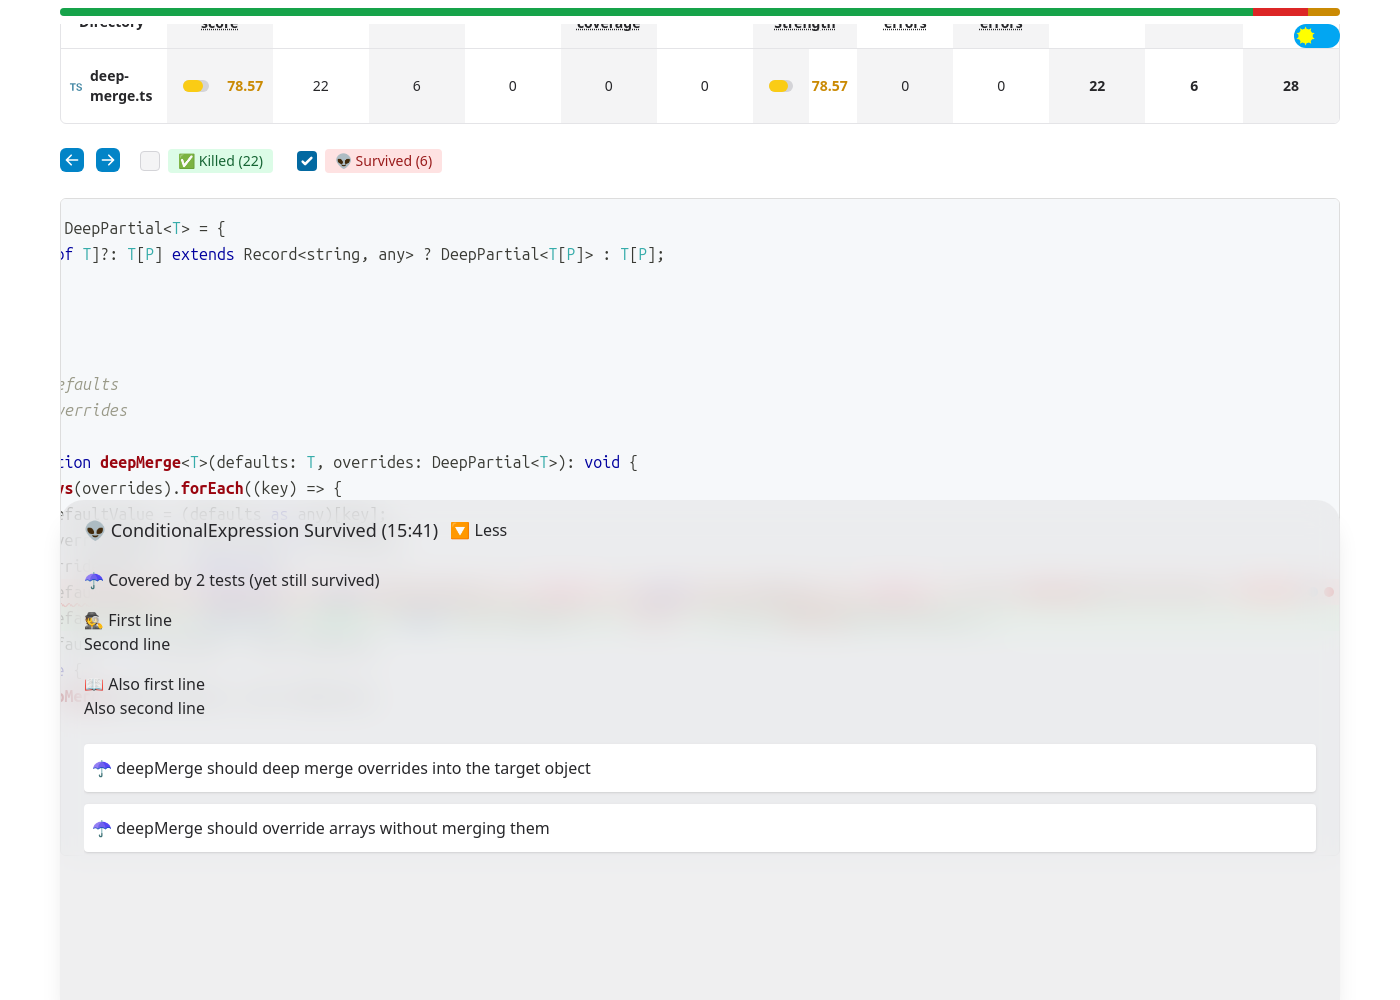 Directory score coverage Strength errors errors
TS deep-merge.ts 78.57 22 6 0 0 0 78.57 0 0 22 6 28
✅ Killed (22) 👽 Survived (6)
DeepPartial<T> = {
of T]?: T[P] extends Record<string, any> ? DeepPartial<T[P]> : T[P];
efaults
verrides
tion deepMerge<T>(defaults: T, overrides: DeepPartial<T>): void {
ys(overrides).forEach((key) => {
efaultValue = (defaults as any)[key];
👽 ConditionalExpression Survived (15:41) 🔽 Less
☂️ Covered by 2 tests (yet still survived)
🕵️ First line
Second line
📖 Also first line
Also second line
☂️ deepMerge should deep merge overrides into the target object
☂️ deepMerge should override arrays without merging them